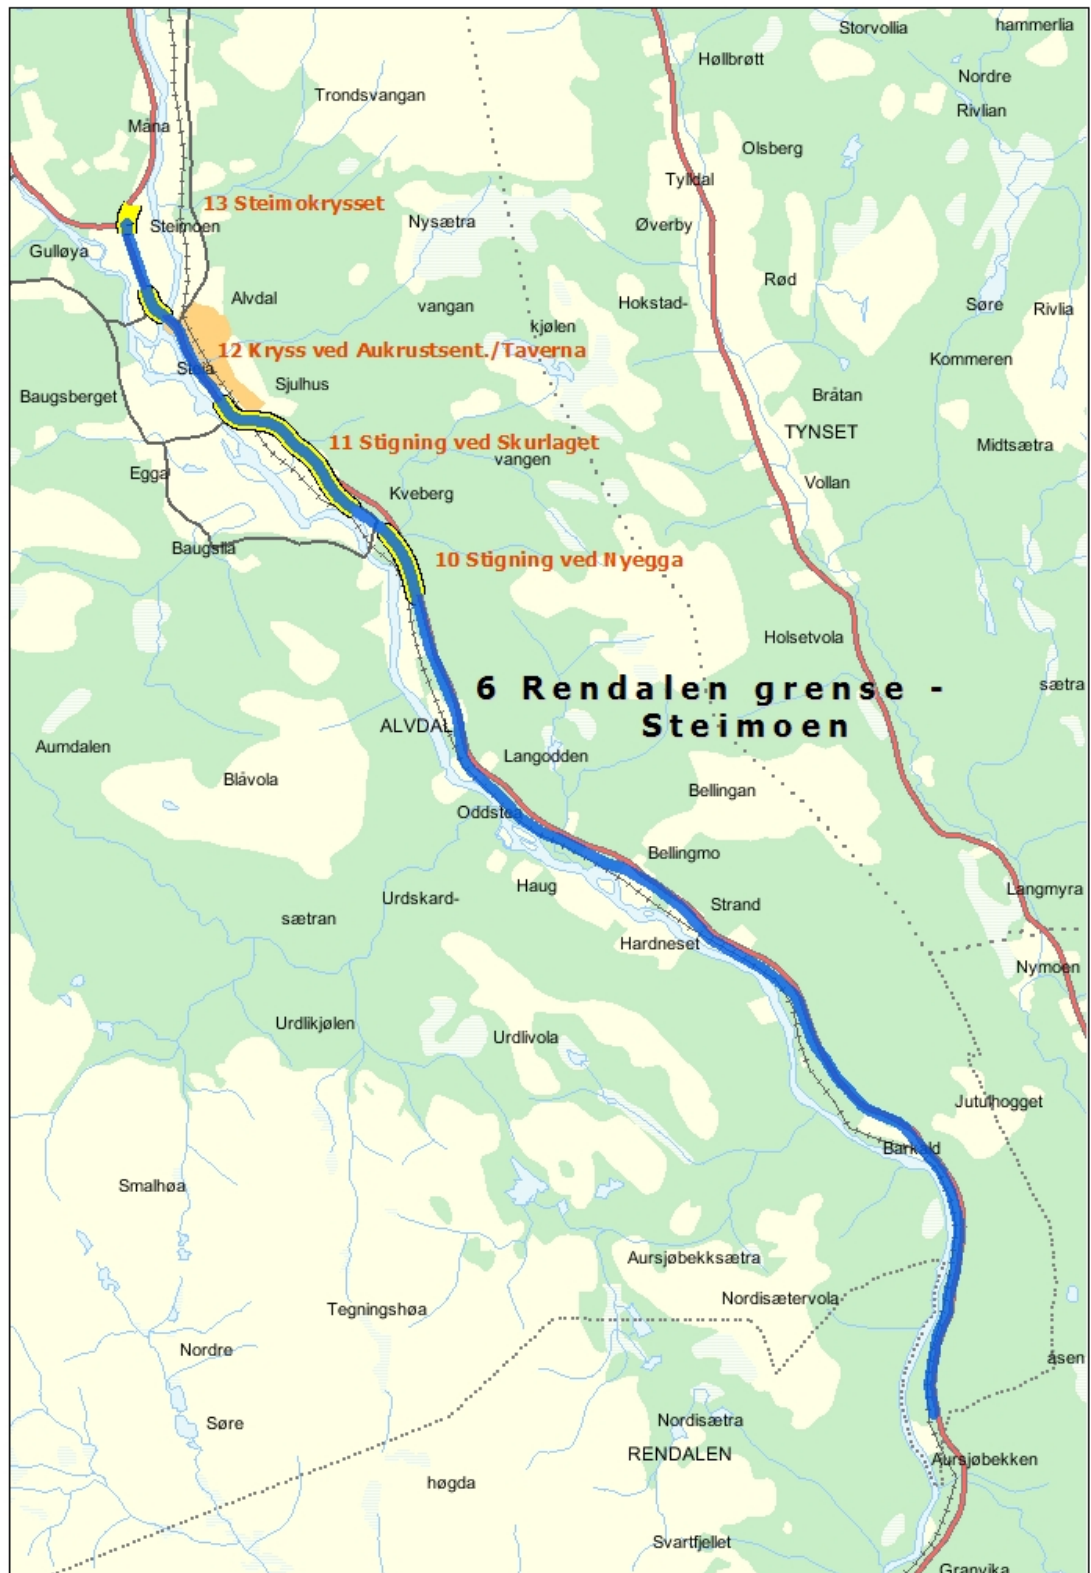 Storvollia
hammerlia
Høllbrøtt
Nordre
Trondsvangan
Rivlian
Måna
Olsberg
Tylldal
13 Steimokrysset
Steimoen
Nysætra
Øverby
Gulløya
Rød
Alvdal
vangan
Hokstad-
Søre
Rivlia
kjølen
12 Kryss ved Aukrustsent./Taverna
Kommeren
Steia
Sjulhus
Baugsberget
Bråtan
TYNSET
11 Stigning ved Skurlaget
Midtsætra
vangen
Egga
Vollan
Kveberg
Baugslia
10 Stigning ved Nyegga
Holsetvola
6 Rendalen grense -
Steimoen
sætra
ALVDAL
Aumdalen
Langodden
Blåvola
Bellingan
Oddstea
Bellingmo
Haug
Langmyra
Urdskard-
Strand
sætran
Hardneset
Nymoen
Urdlikjølen
Urdlivola
Jutulhogget
Barkald
Smalhøa
Aursjøbekksætra
Nordisætervola
Tegningshøa
Nordre
åsen
Søre
Nordisætra
RENDALEN
Aursjøbekken
høgda
Svartfjellet
Granvika